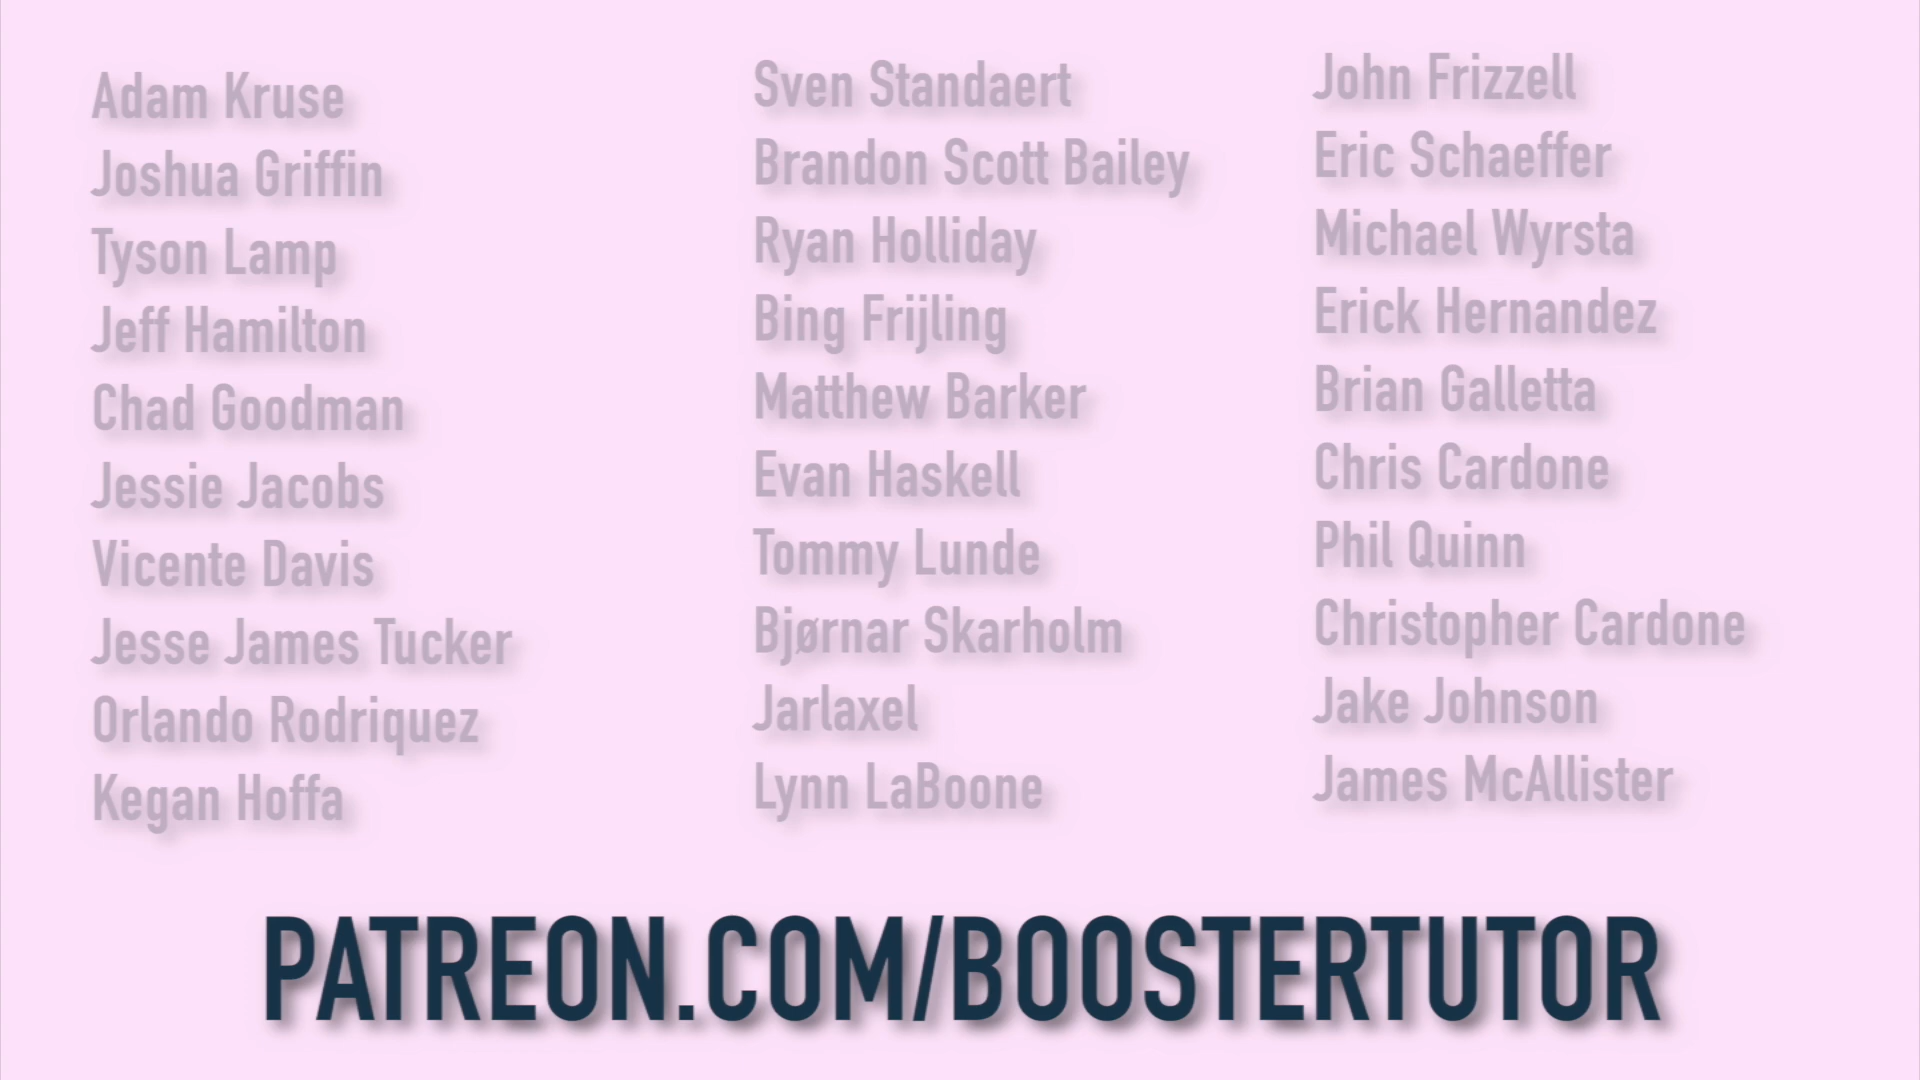 Adam Kruse
Joshua Griffin
Tyson Lamp
Jeff Hamilton
Chad Goodman
Jessie Jacobs
Vicente Davis
Jesse James Tucker
Orlando Rodriquez
Kegan Hoffa
Sven Standaert
Brandon Scott Bailey
Ryan Holliday
Bing Frijling
Matthew Barker
Evan Haskell
Tommy Lunde
Bjørnar Skarholm
Jarlaxel
Lynn LaBoone
John Frizzell
Eric Schaeffer
Michael Wyrsta
Erick Hernandez
Brian Galletta
Chris Cardone
Phil Quinn
Christopher Cardone
Jake Johnson
James McAllister
PATREON.COM/BOOSTERTUTOR